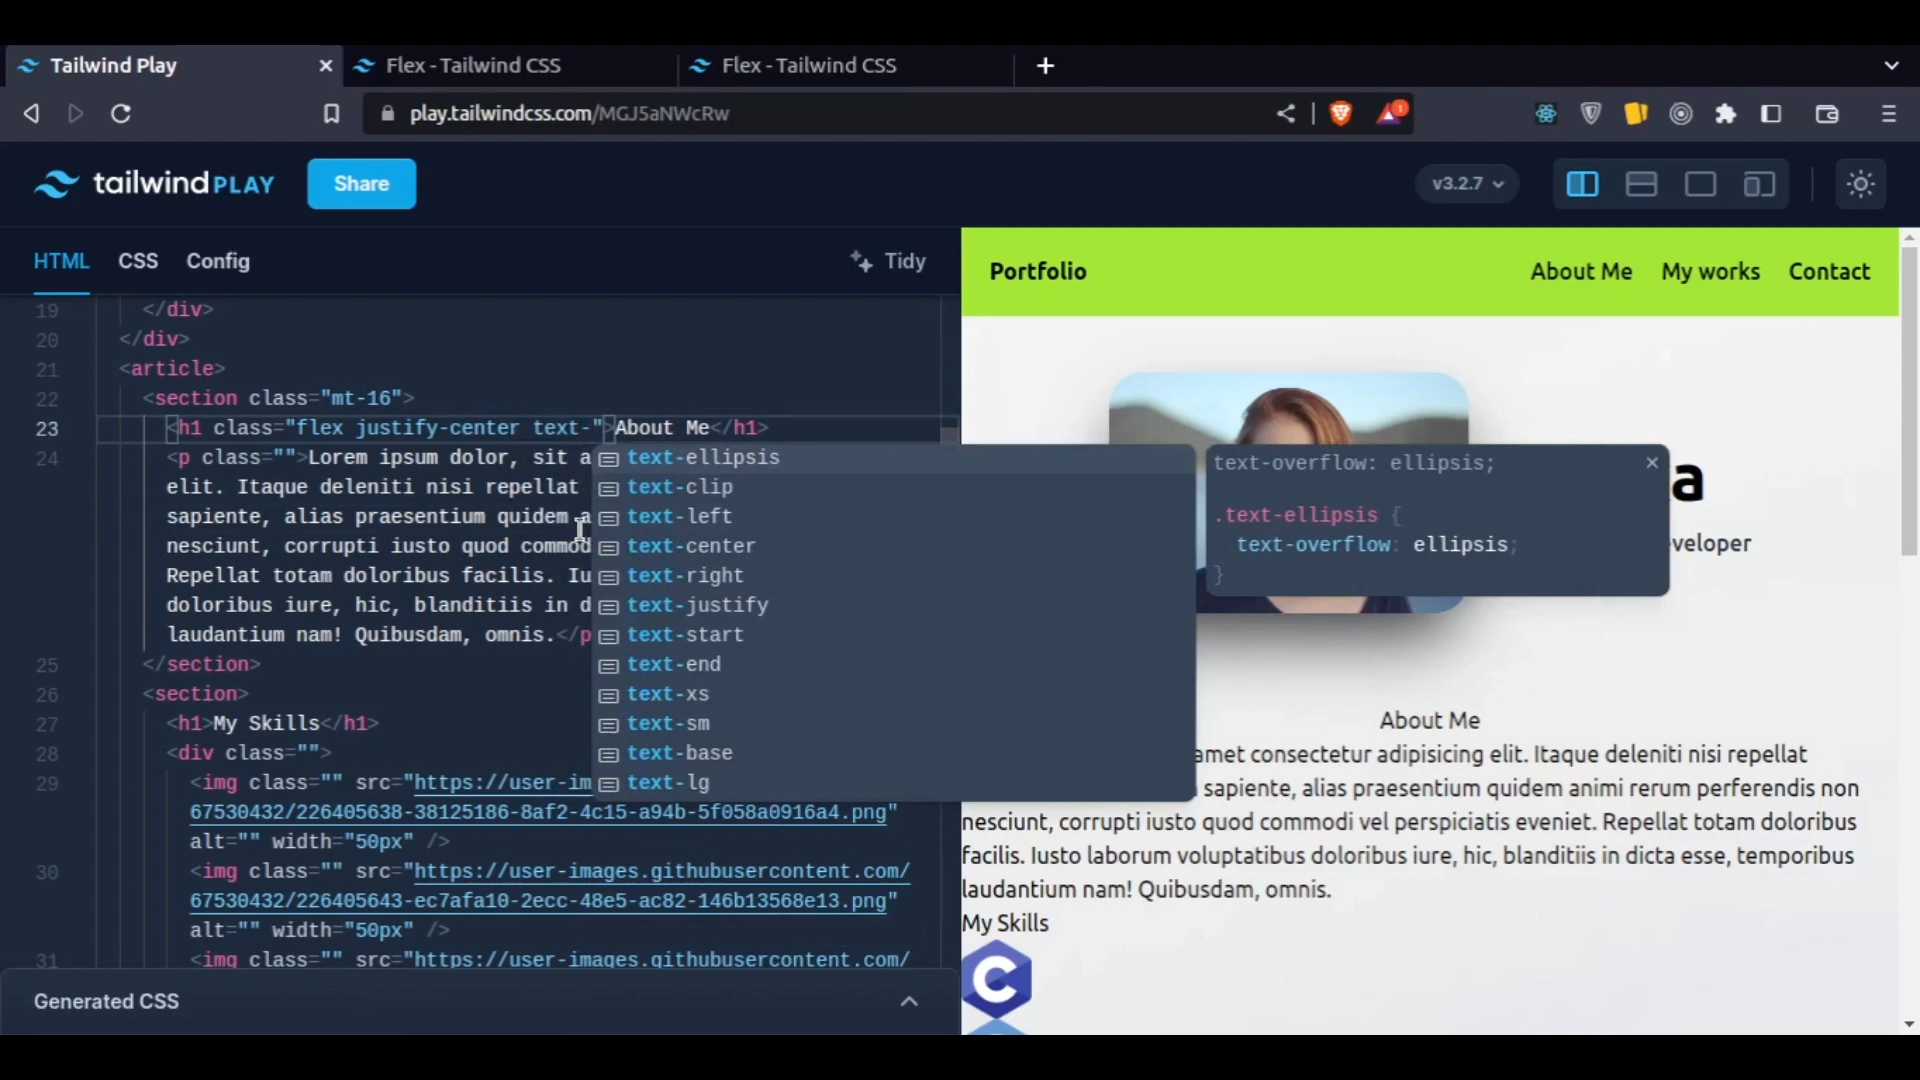 Tailwind Play
Flex - Tailwind CSS
Flex - Tailwind CSS
play.tailwindcss.com/MGJ5aNWcRw
1
tailwind PLAY
Share
v3.2.7
HTML
CSS
Config
Tidy
19 </div>
20 </div>
21 <article>
22 <section class="mt-16">
23 <h1 class="flex justify-center text-">About Me</h1>
24 <p class="">Lorem ipsum dolor, sit a
elit. Itaque deleniti nisi repellat
sapiente, alias praesentium quidem a
nesciunt, corrupti iusto quod commod
Repellat totam doloribus facilis. Iu
doloribus iure, hic, blanditiis in d
laudantium nam! Quibusdam, omnis.</p
25 </section>
26 <section>
27 <h1>My Skills</h1>
28 <div class="">
29 <img class="" src="https://user-im
67530432/226405638-38125186-8af2-4c15-a94b-5f058a0916a4.png"
alt="" width="50px" />
30 <img class="" src="https://user-images.githubusercontent.com/
67530432/226405643-ec7afa10-2ecc-48e5-ac82-146b13568e13.png"
alt="" width="50px" />
31 <img class="" src="https://user-images.githubusercontent.com/
text-ellipsis
text-clip
text-left
text-center
text-right
text-justify
text-start
text-end
text-xs
text-sm
text-base
text-lg
text-overflow: ellipsis;
.text-ellipsis {
text-overflow: ellipsis;
}
Generated CSS
Portfolio
About Me
My works
Contact
a
veloper
About Me
amet consectetur adipisicing elit. Itaque deleniti nisi repellat
sapiente, alias praesentium quidem animi rerum perferendis non
nesciunt, corrupti iusto quod commodi vel perspiciatis eveniet. Repellat totam doloribus
facilis. Iusto laborum voluptatibus doloribus iure, hic, blanditiis in dicta esse, temporibus
laudantium nam! Quibusdam, omnis.
My Skills
C